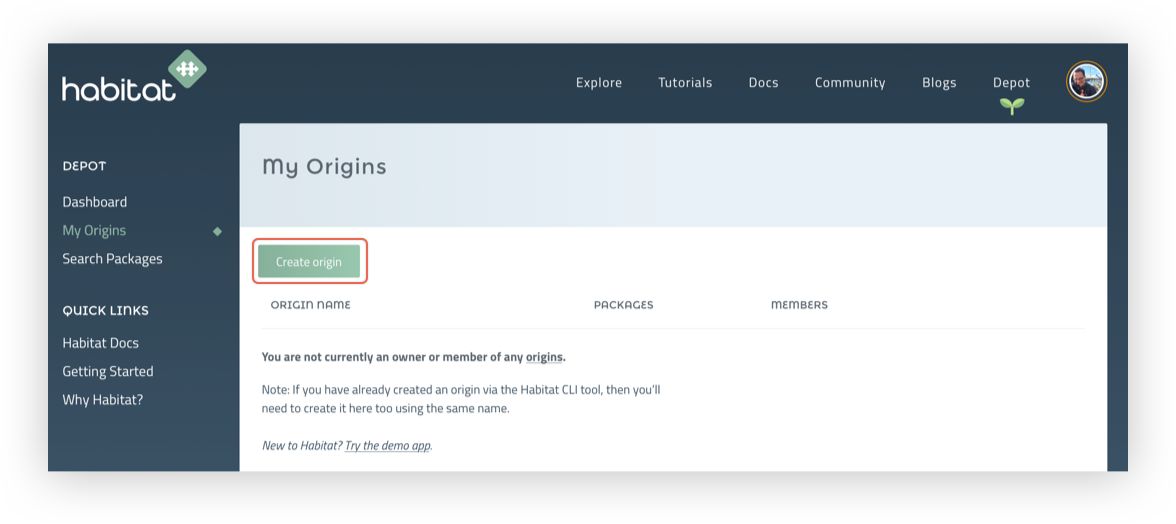 habitat
Explore Tutorials Docs Community Blogs Depot
DEPOT
Dashboard
My Origins
Search Packages
QUICK LINKS
Habitat Docs
Getting Started
Why Habitat?
My Origins
Create origin
ORIGIN NAME PACKAGES MEMBERS
You are not currently an owner or member of any origins.
Note: If you have already created an origin via the Habitat CLI tool, then you'll
need to create it here too using the same name.
New to Habitat? Try the demo app.